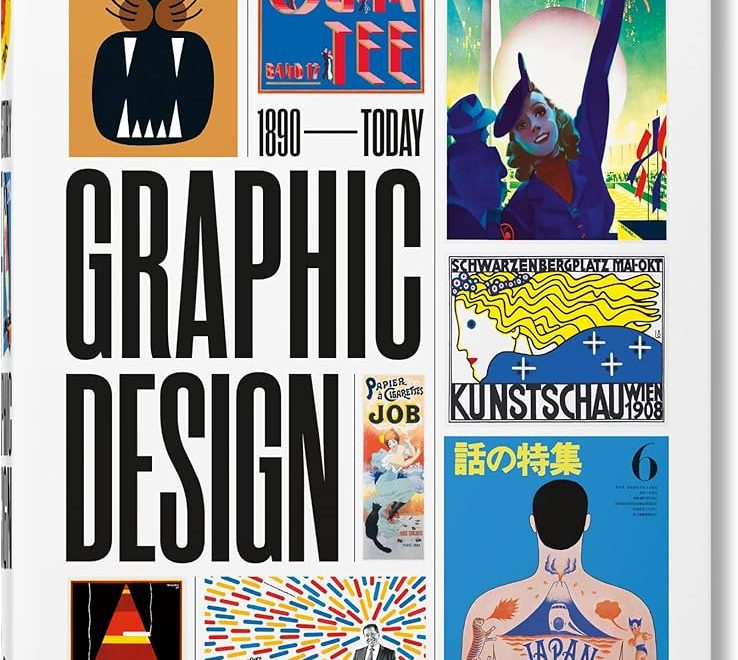 BAND 17
TEE
1890—TODAY
GRAPHIC
DESIGN
SCHWARZENBERGPLATZ MAI-OKT
KUNSTSCHAU WIEN
1908
PAPIER
à CIGARETTES
JOB
話の特集
6
JAPAN